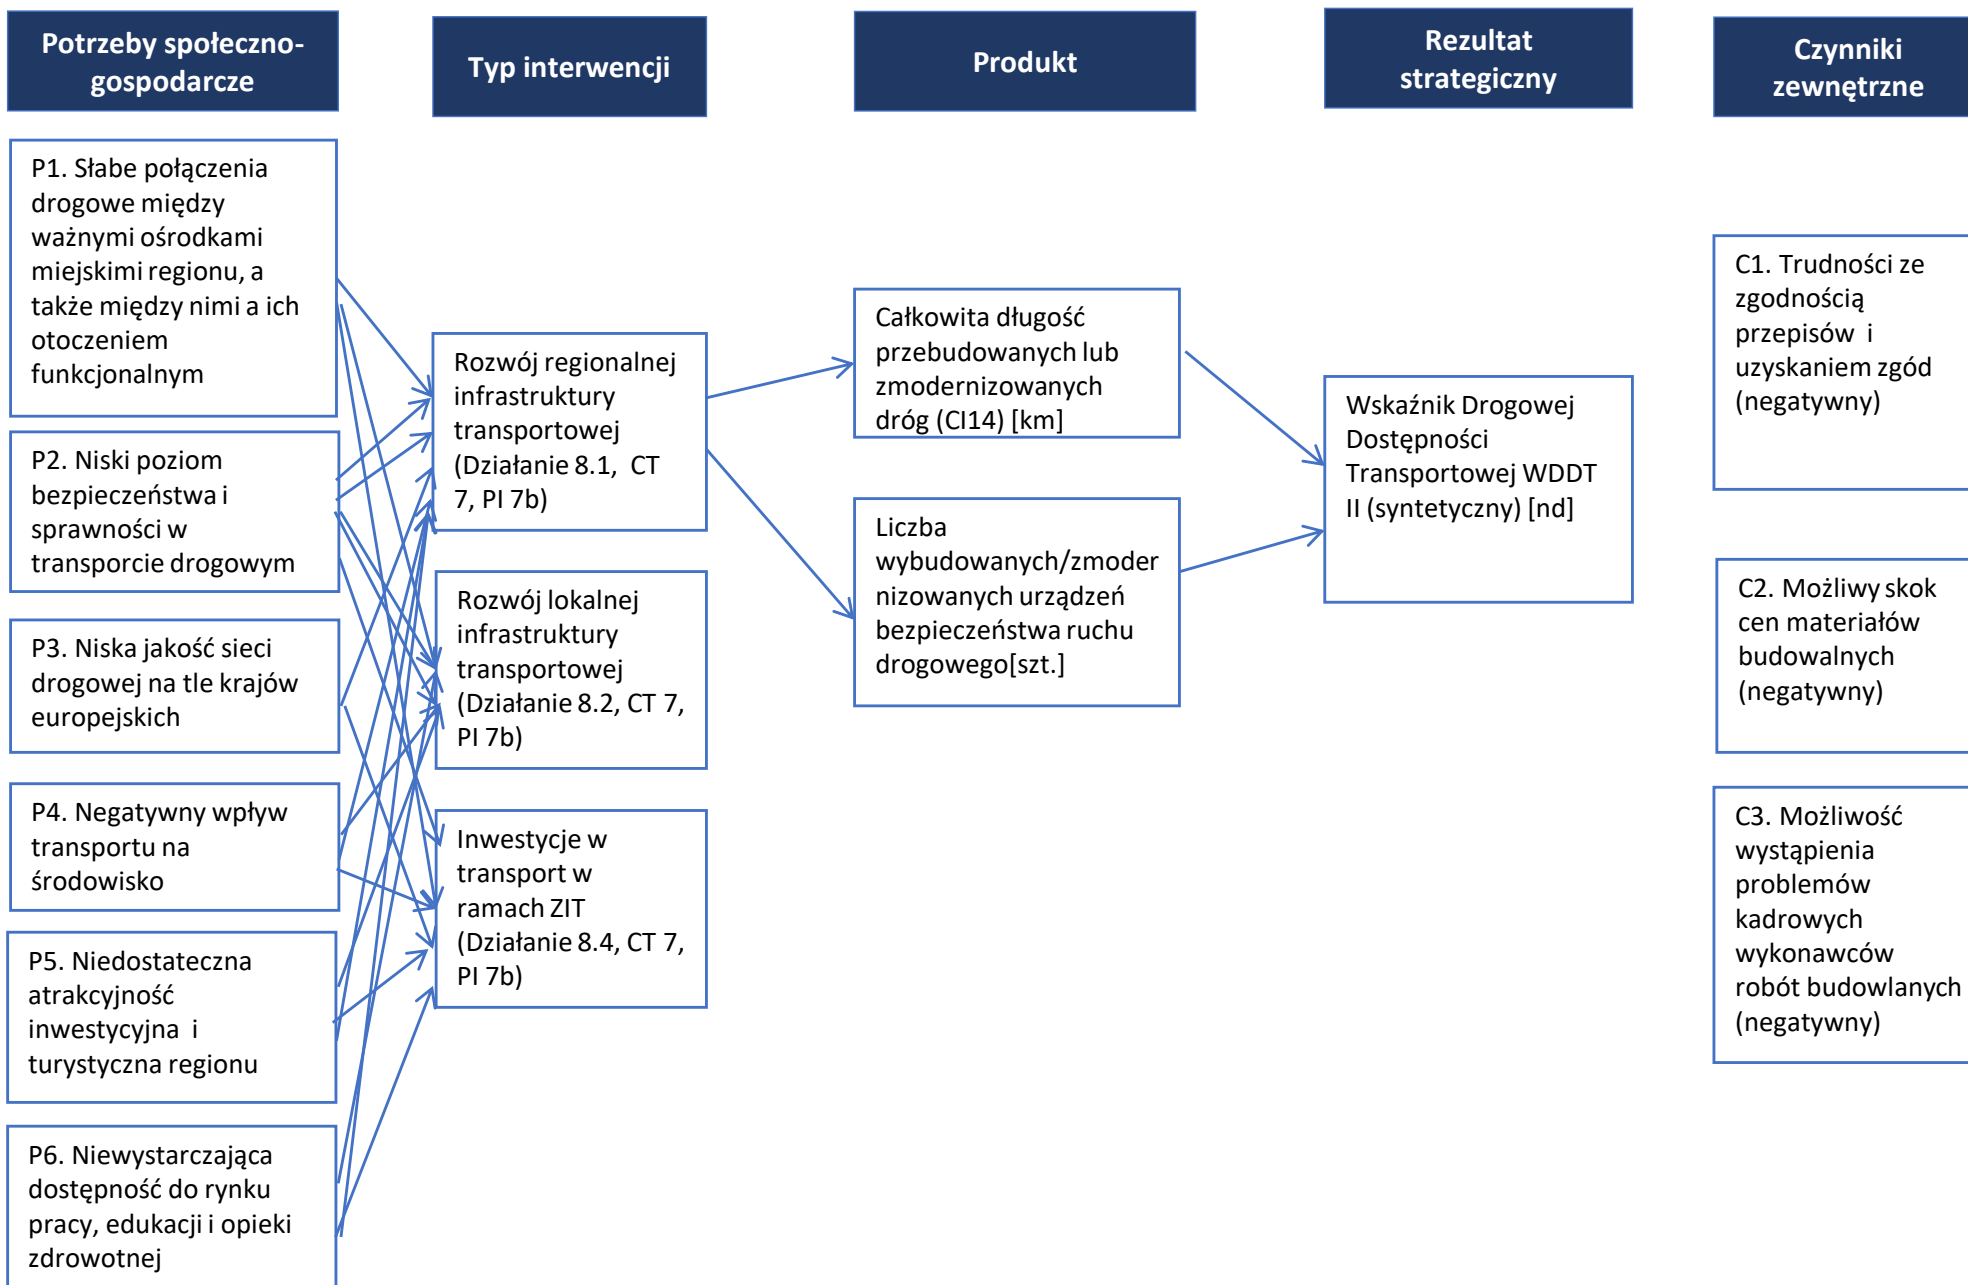 Potrzeby społeczno-
gospodarcze
Typ interwencji
Produkt
Rezultat
strategiczny
Czynniki
zewnętrzne
P1. Słabe połączenia
drogowe między
ważnymi ośrodkami
miejskimi regionu, a
także między nimi a ich
otoczeniem
funkcjonalnym
P2. Niski poziom
bezpieczeństwa i
sprawności w
transporcie drogowym
P3. Niska jakość sieci
drogowej na tle krajów
europejskich
P4. Negatywny wpływ
transportu na
środowisko
P5. Niedostateczna
atrakcyjność
inwestycyjna i
turystyczna regionu
P6. Niewystarczająca
dostępność do rynku
pracy, edukacji i opieki
zdrowotnej
Rozwój regionalnej
infrastruktury
transportowej
(Działanie 8.1, CT
7, PI 7b)
Rozwój lokalnej
infrastruktury
transportowej
(Działanie 8.2, CT 7,
PI 7b)
Inwestycje w
transport w
ramach ZIT
(Działanie 8.4, CT 7,
PI 7b)
Całkowita długość
przebudowanych lub
zmodernizowanych
dróg (CI14) [km]
Liczba
wybudowanych/zmoder
nizowanych urządzeń
bezpieczeństwa ruchu
drogowego[szt.]
Wskaźnik Drogowej
Dostępności
Transportowej WDDT
II (syntetyczny) [nd]
C1. Trudności ze
zgodnością
przepisów i
uzyskaniem zgód
(negatywny)
C2. Możliwy skok
cen materiałów
budowalnych
(negatywny)
C3. Możliwość
wystąpienia
problemów
kadrowych
wykonawców
robót budowlanych
(negatywny)